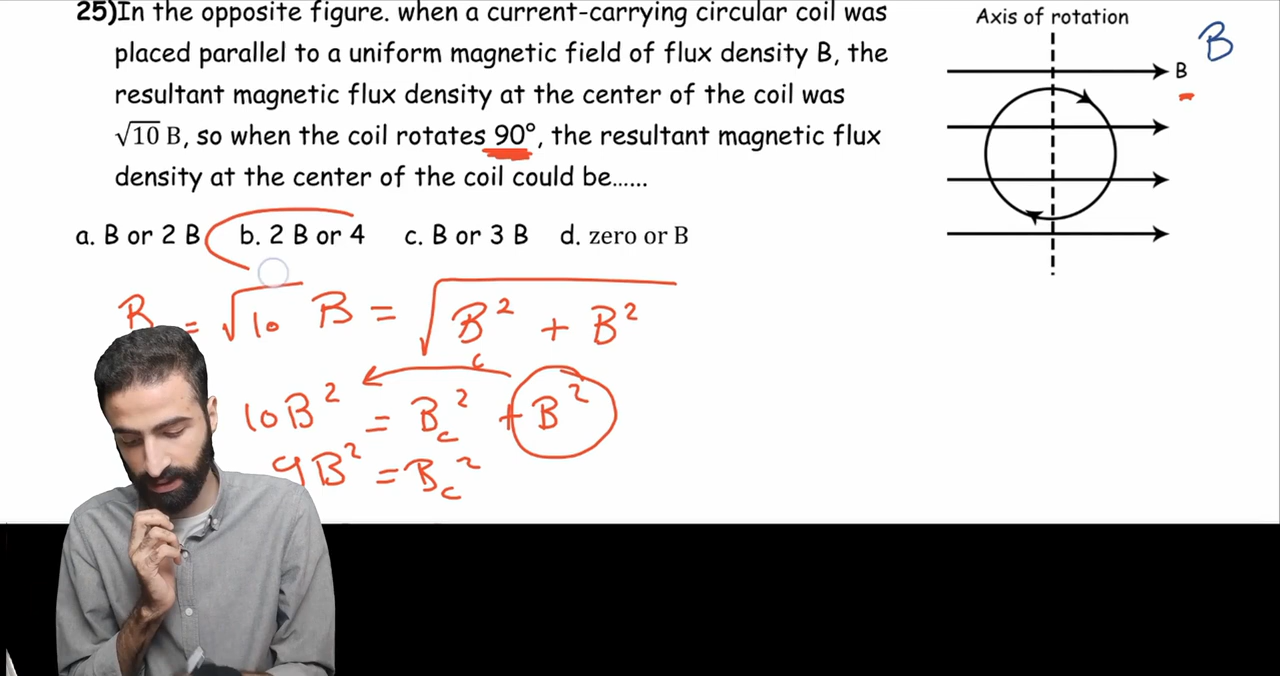 25)In the opposite figure. when a current-carrying circular coil was
placed parallel to a uniform magnetic field of flux density B, the
resultant magnetic flux density at the center of the coil was
√10 B, so when the coil rotates 90°, the resultant magnetic flux
density at the center of the coil could be......
a. B or 2 B b. 2 B or 4 c. B or 3 B d. zero or B
Axis of rotation
B
B
B = √10 B = √B_c² + B²
10B² = B_c² + B²
9B² = B_c²